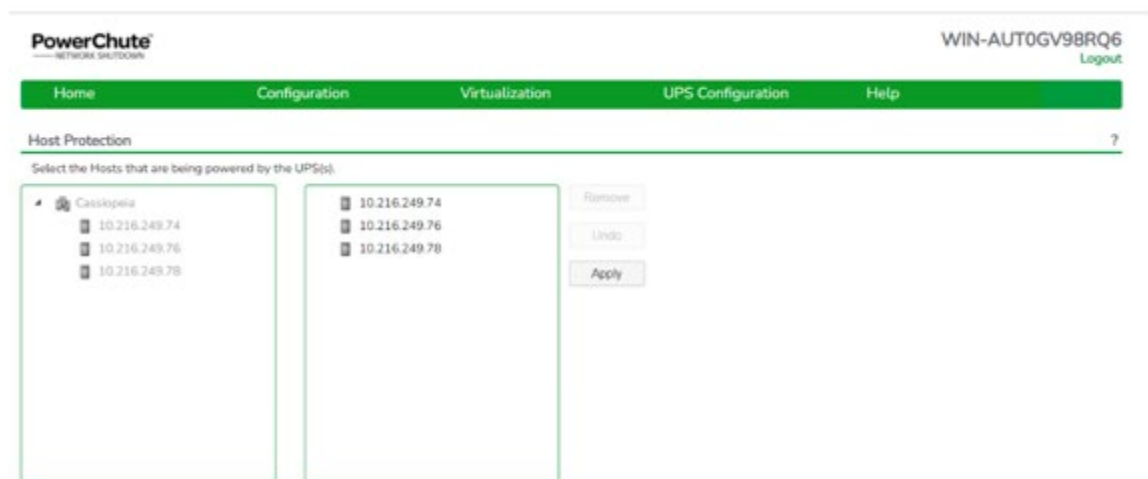 PowerChute
NETWORK SHUTDOWN
WIN-AUT0GV98RQ6
Logout
Home Configuration Virtualization UPS Configuration Help
Host Protection ?
Select the Hosts that are being powered by the UPS(s).
Cassiopeia
10.216.249.74
10.216.249.76
10.216.249.78
10.216.249.74
10.216.249.76
10.216.249.78
Remove
Undo
Apply